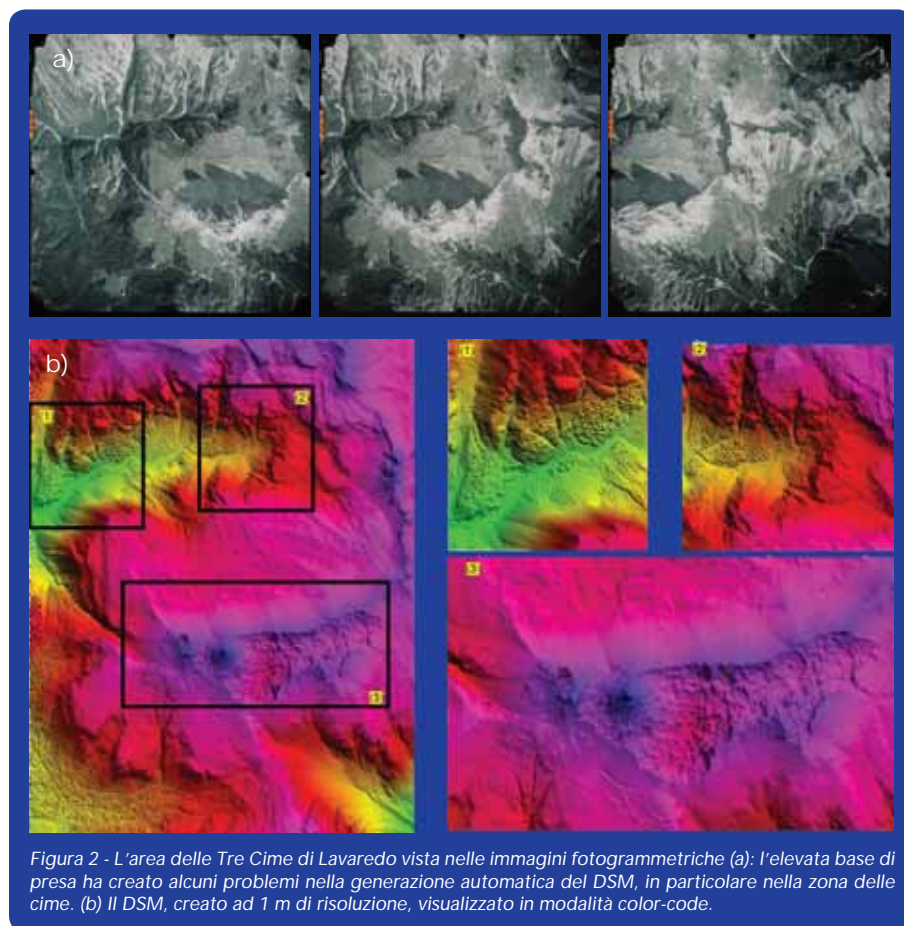 a)
b)
1
2
3
1
2
3
Figura 2 - L'area delle Tre Cime di Lavaredo vista nelle immagini fotogrammetriche (a): l'elevata base di
presa ha creato alcuni problemi nella generazione automatica del DSM, in particolare nella zona delle
cime. (b) Il DSM, creato ad 1 m di risoluzione, visualizzato in modalità color-code.